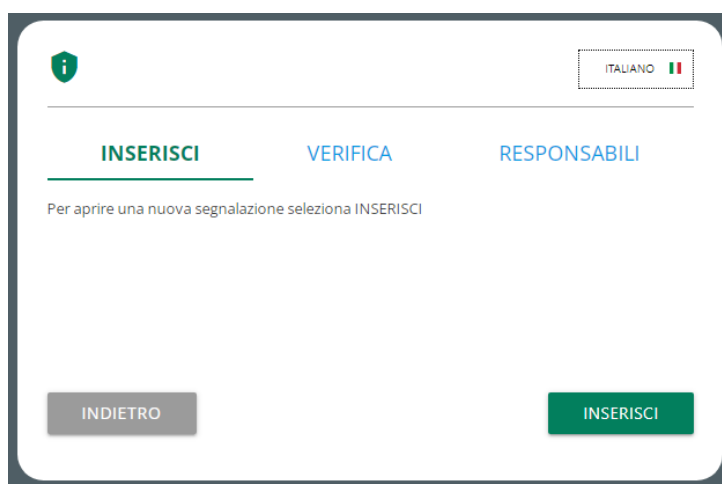 ITALIANO
INSERISCI VERIFICA RESPONSABILI
Per aprire una nuova segnalazione seleziona INSERISCI
INDIETRO INSERISCI